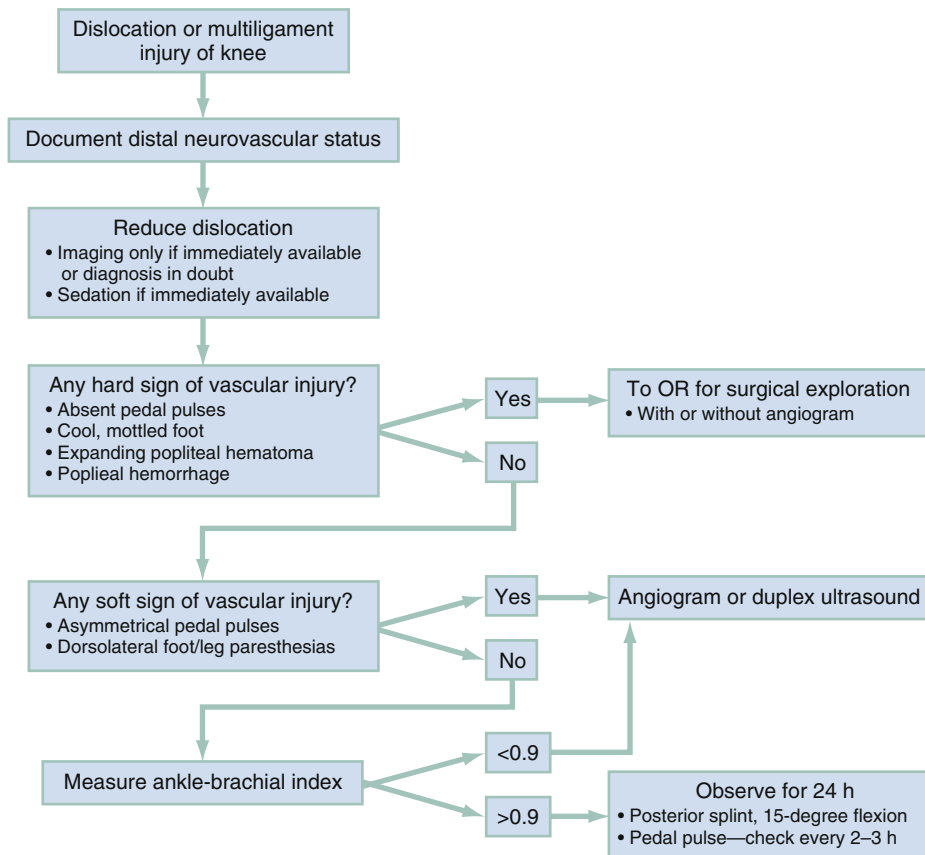 Dislocation or multiligament
injury of knee
Document distal neurovascular status
Reduce dislocation
• Imaging only if immediately available
or diagnosis in doubt
• Sedation if immediately available
Any hard sign of vascular injury?
• Absent pedal pulses
• Cool, mottled foot
• Expanding popliteal hematoma
• Poplieal hemorrhage
Yes
To OR for surgical exploration
• With or without angiogram
No
Any soft sign of vascular injury?
• Asymmetrical pedal pulses
• Dorsolateral foot/leg paresthesias
Yes
Angiogram or duplex ultrasound
No
Measure ankle-brachial index
<0.9
>0.9
Observe for 24 h
• Posterior splint, 15-degree flexion
• Pedal pulse—check every 2–3 h